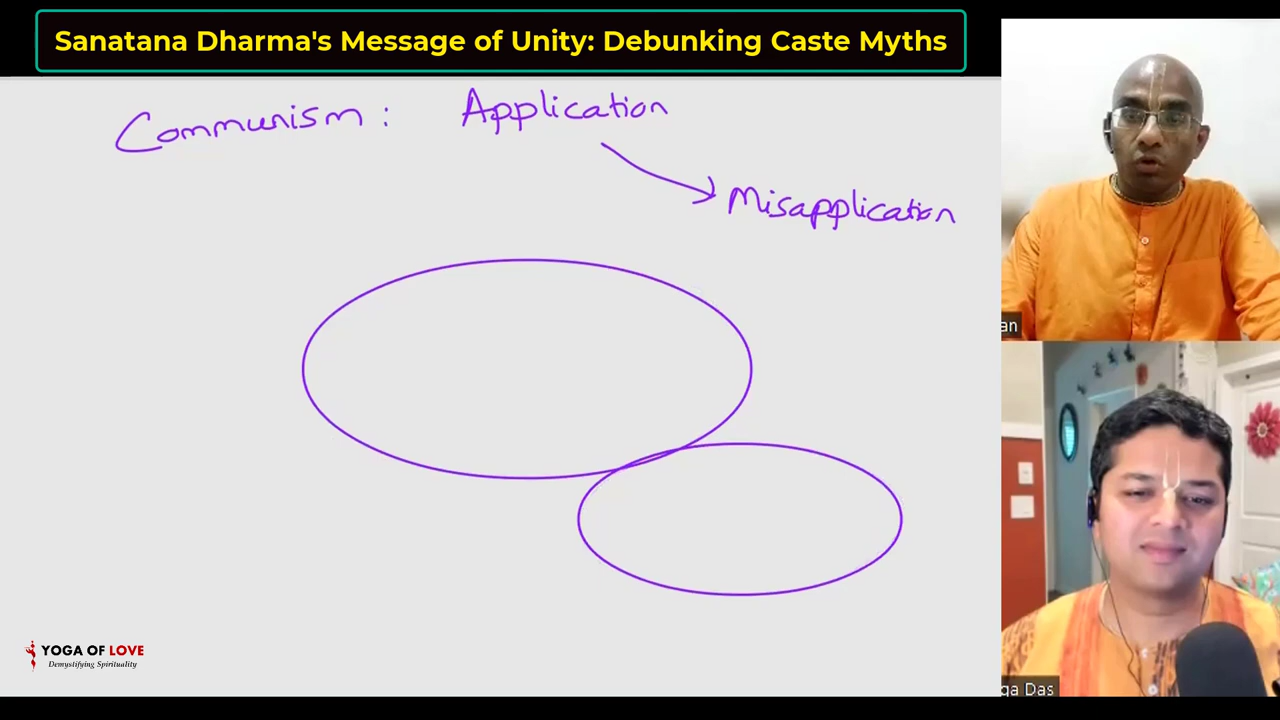 Sanatana Dharma's Message of Unity: Debunking Caste Myths
Communism : Application
Misapplication
an
YOGA OF LOVE
Demystifying Spirituality
ga Das